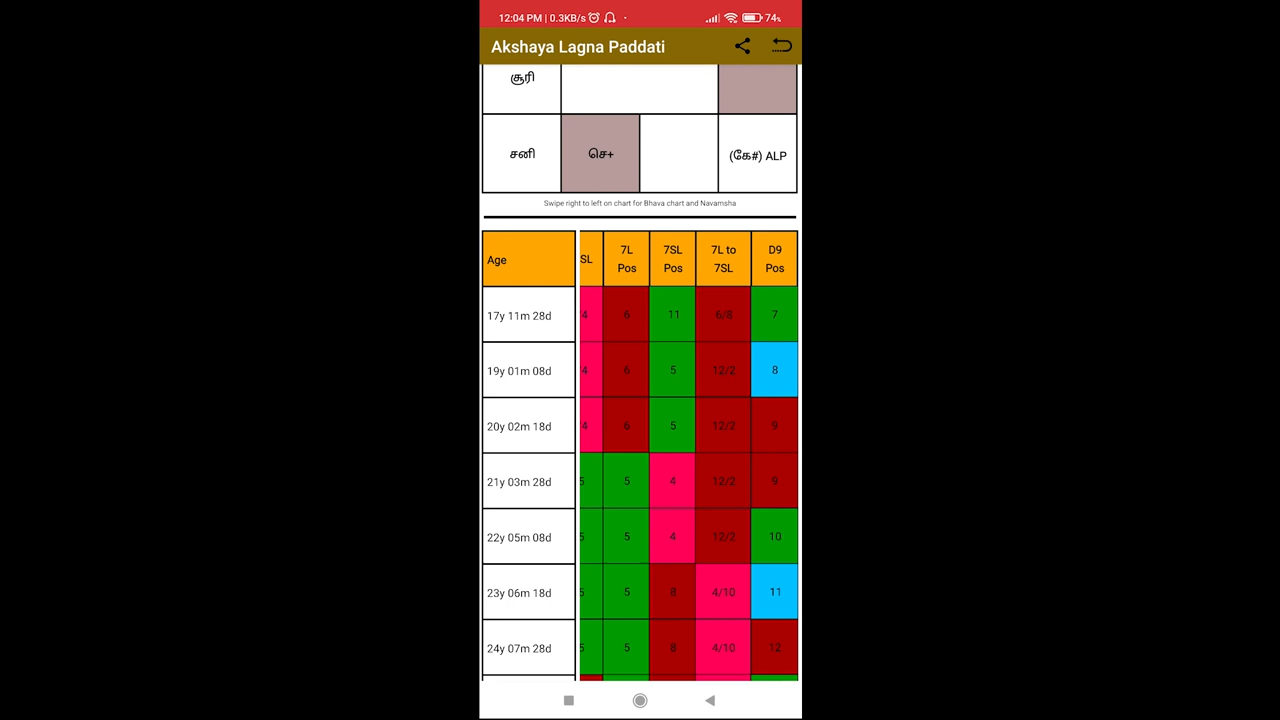 12:04 PM | 0.3KB/s 74%
Akshaya Lagna Paddati
சூரி
சனி செ+ (கே#) ALP
Swipe right to left on chart for Bhava chart and Navamsha
Age SL 7L Pos 7SL Pos 7L to 7SL D9 Pos
17y 11m 28d 4 6 11 6/8 7
19y 01m 08d 4 6 5 12/2 8
20y 02m 18d 4 6 5 12/2 9
21y 03m 28d 5 5 4 12/2 9
22y 05m 08d 5 5 4 12/2 10
23y 06m 18d 5 5 8 4/10 11
24y 07m 28d 5 5 8 4/10 12